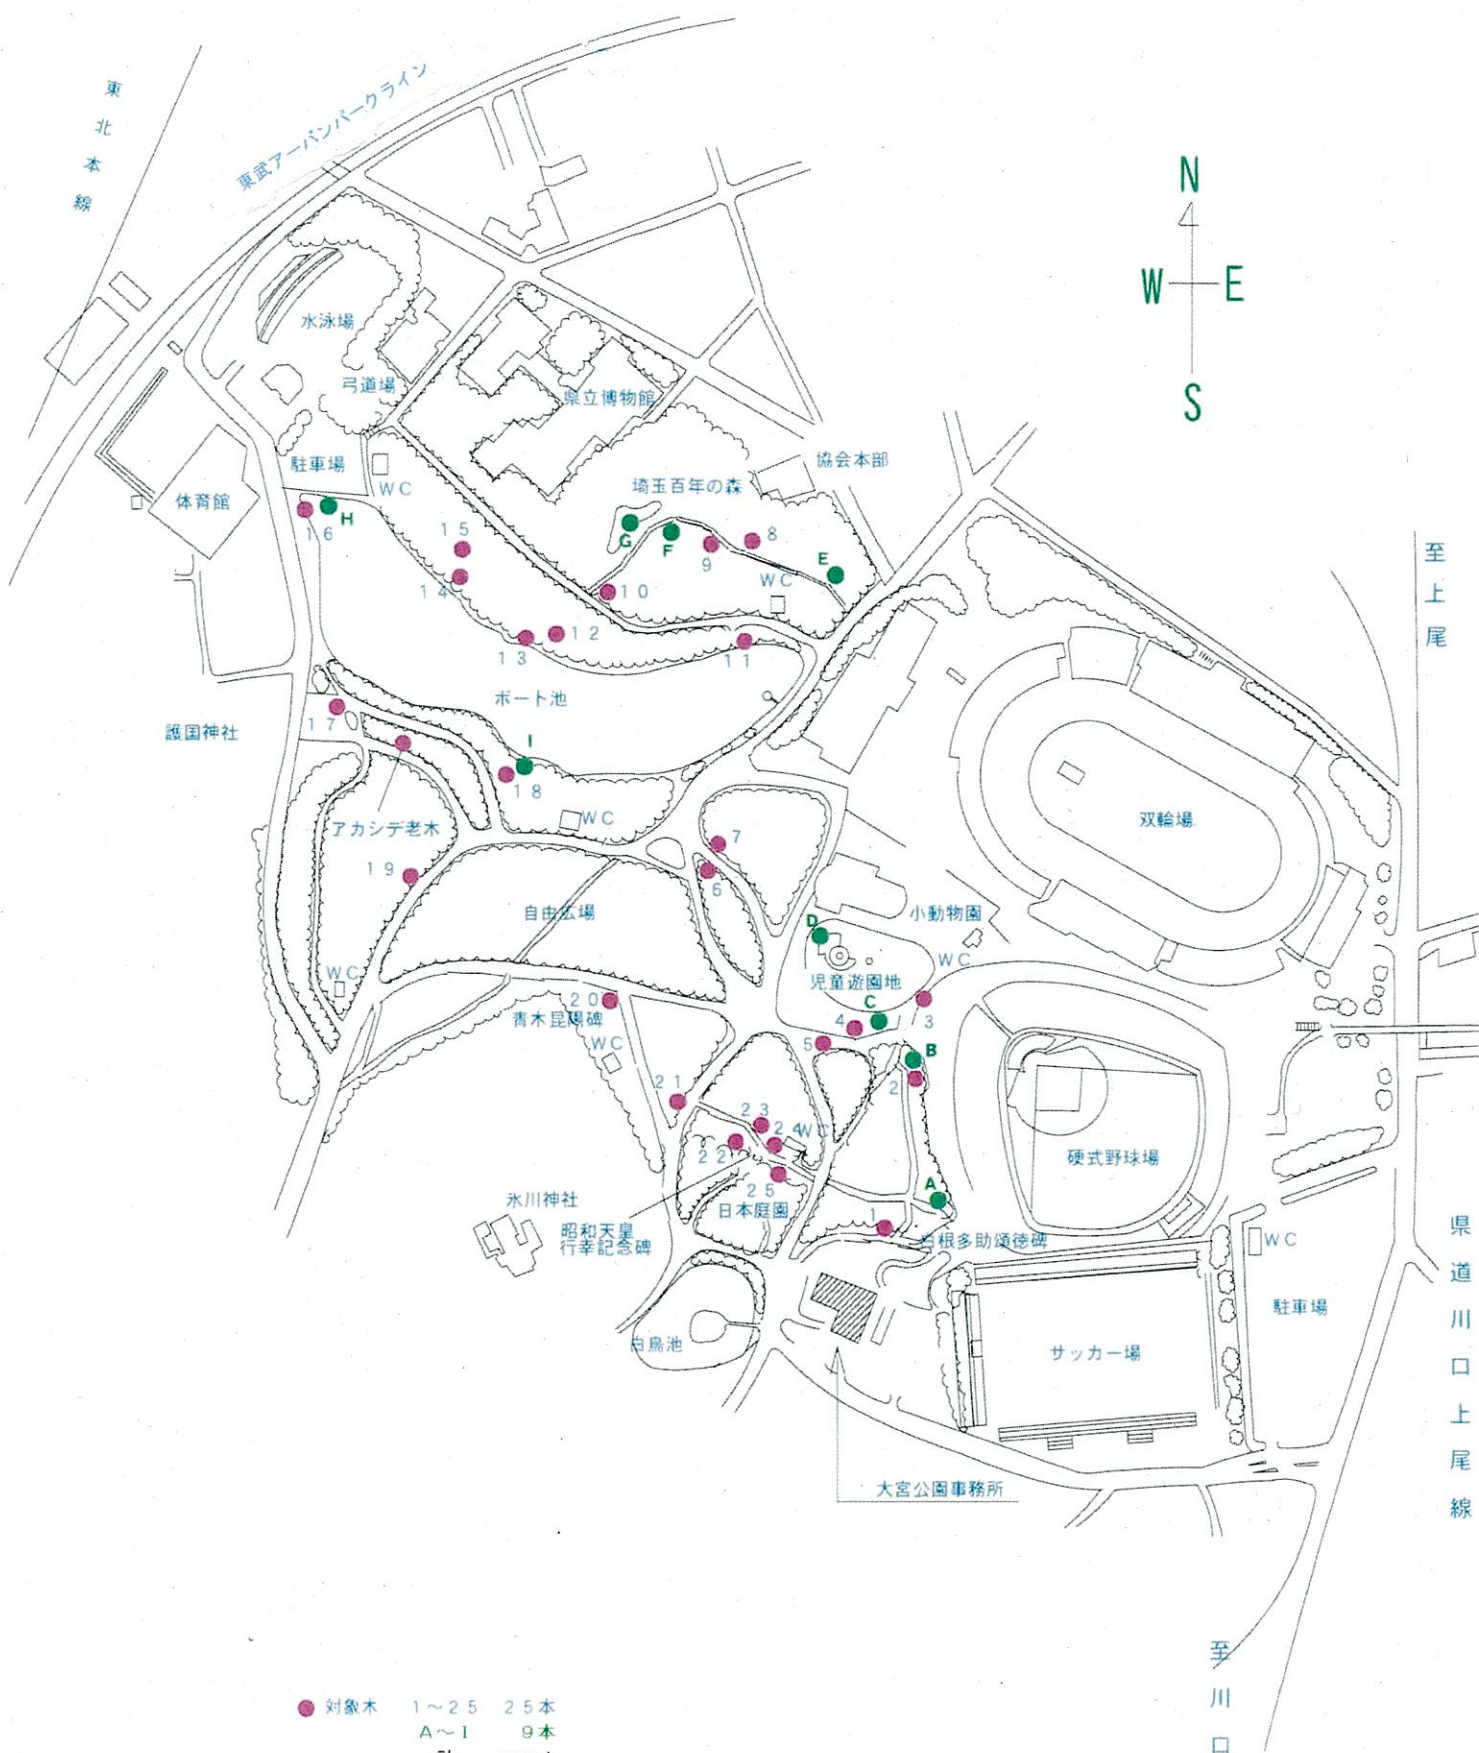 東北本線
東武アーバンパークライン
N
W E
S
水泳場
弓道場
県立博物館
協会本部
駐車場
WC
埼玉百年の森
体育館
H
16
15
14
G
F
9
8
E
WC
10
12
13
11
至上尾
ボート池
17
護国神社
I
18
WC
アカシデ老木
双輪場
7
6
19
自由広場
D
小動物園
WC
児童遊園地
WC
20
青木昆陽碑
C
4
3
5
B
2
WC
21
23
24
WC
22
25
硬式野球場
A
氷川神社
日本庭園
1
昭和天皇
行幸記念碑
白根多助頌徳碑
WC
駐車場
県道川口上尾線
白鳥池
サッカー場
大宮公園事務所
至川口
対象木 1～25 25本
A～I 9本